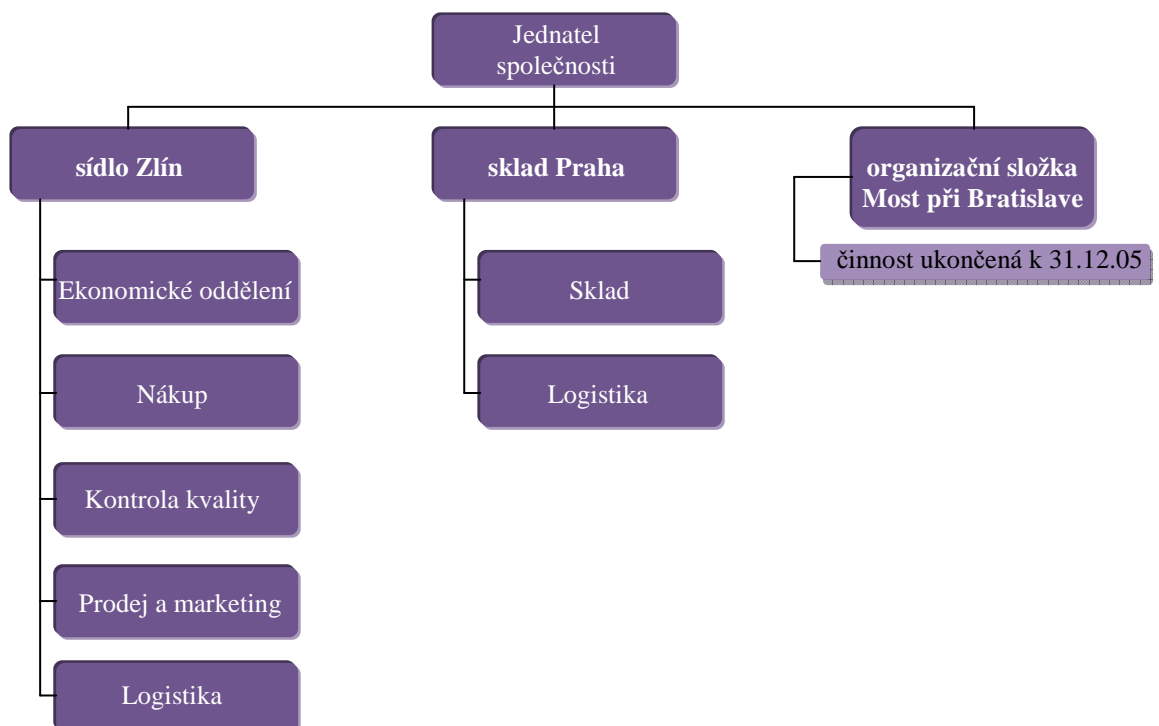 Jednatel
společnosti
sídlo Zlín
sklad Praha
organizační složka
Most při Bratislave
činnost ukončená k 31.12.05
Ekonomické oddělení
Nákup
Kontrola kvality
Prodej a marketing
Logistika
Sklad
Logistika